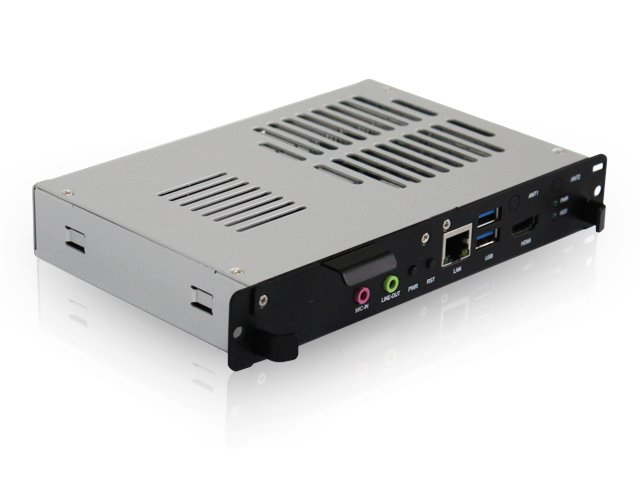 MIC-IN
LINE-OUT
PWR
RST
LAN
USB
HDMI
ANT1
ANT2
PWR
HDD